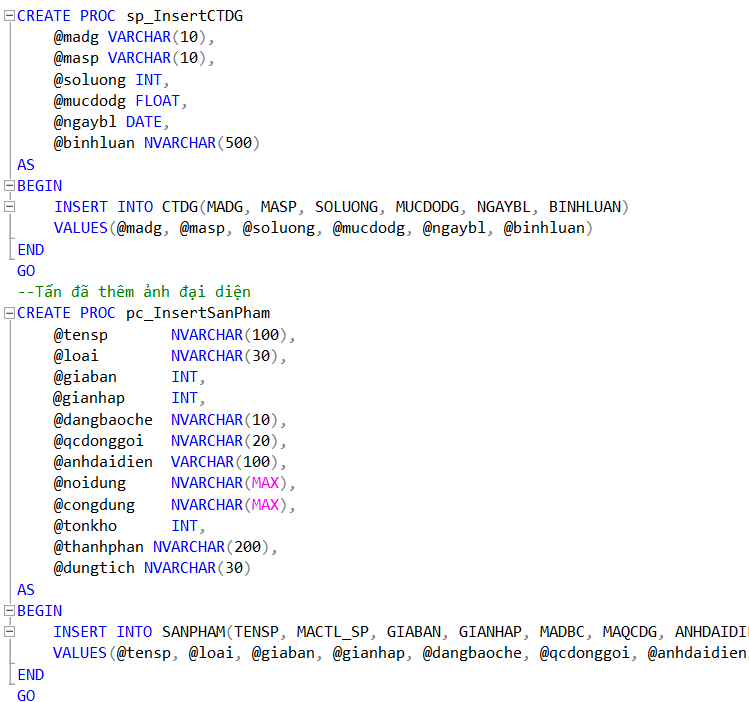 CREATE PROC sp_InsertCTDG
@madg VARCHAR(10),
@masp VARCHAR(10),
@soluong INT,
@mucdodg FLOAT,
@ngaybl DATE,
@binhluan NVARCHAR(500)
AS
BEGIN
INSERT INTO CTDG(MADG, MASP, SOLUONG, MUCDODG, NGAYBL, BINHLUAN)
VALUES(@madg, @masp, @soluong, @mucdodg, @ngaybl, @binhluan)
END
GO
--Tấn đã thêm ảnh đại diện
CREATE PROC pc_InsertSanPham
@tensp NVARCHAR(100),
@loai NVARCHAR(30),
@giaban INT,
@gianhap INT,
@dangbaoche NVARCHAR(10),
@qcdonggoi NVARCHAR(20),
@anhdaidien VARCHAR(100),
@noidung NVARCHAR(MAX),
@congdung NVARCHAR(MAX),
@tonkho INT,
@thanhphan NVARCHAR(200),
@dungtich NVARCHAR(30)
AS
BEGIN
INSERT INTO SANPHAM(TENSP, MACTL_SP, GIABAN, GIANHAP, MADBC, MAQCDG,
VALUES(@tensp, @loai, @giaban, @gianhap, @dangbaoche, @qcdonggoi, @anhdaidien
END
GO